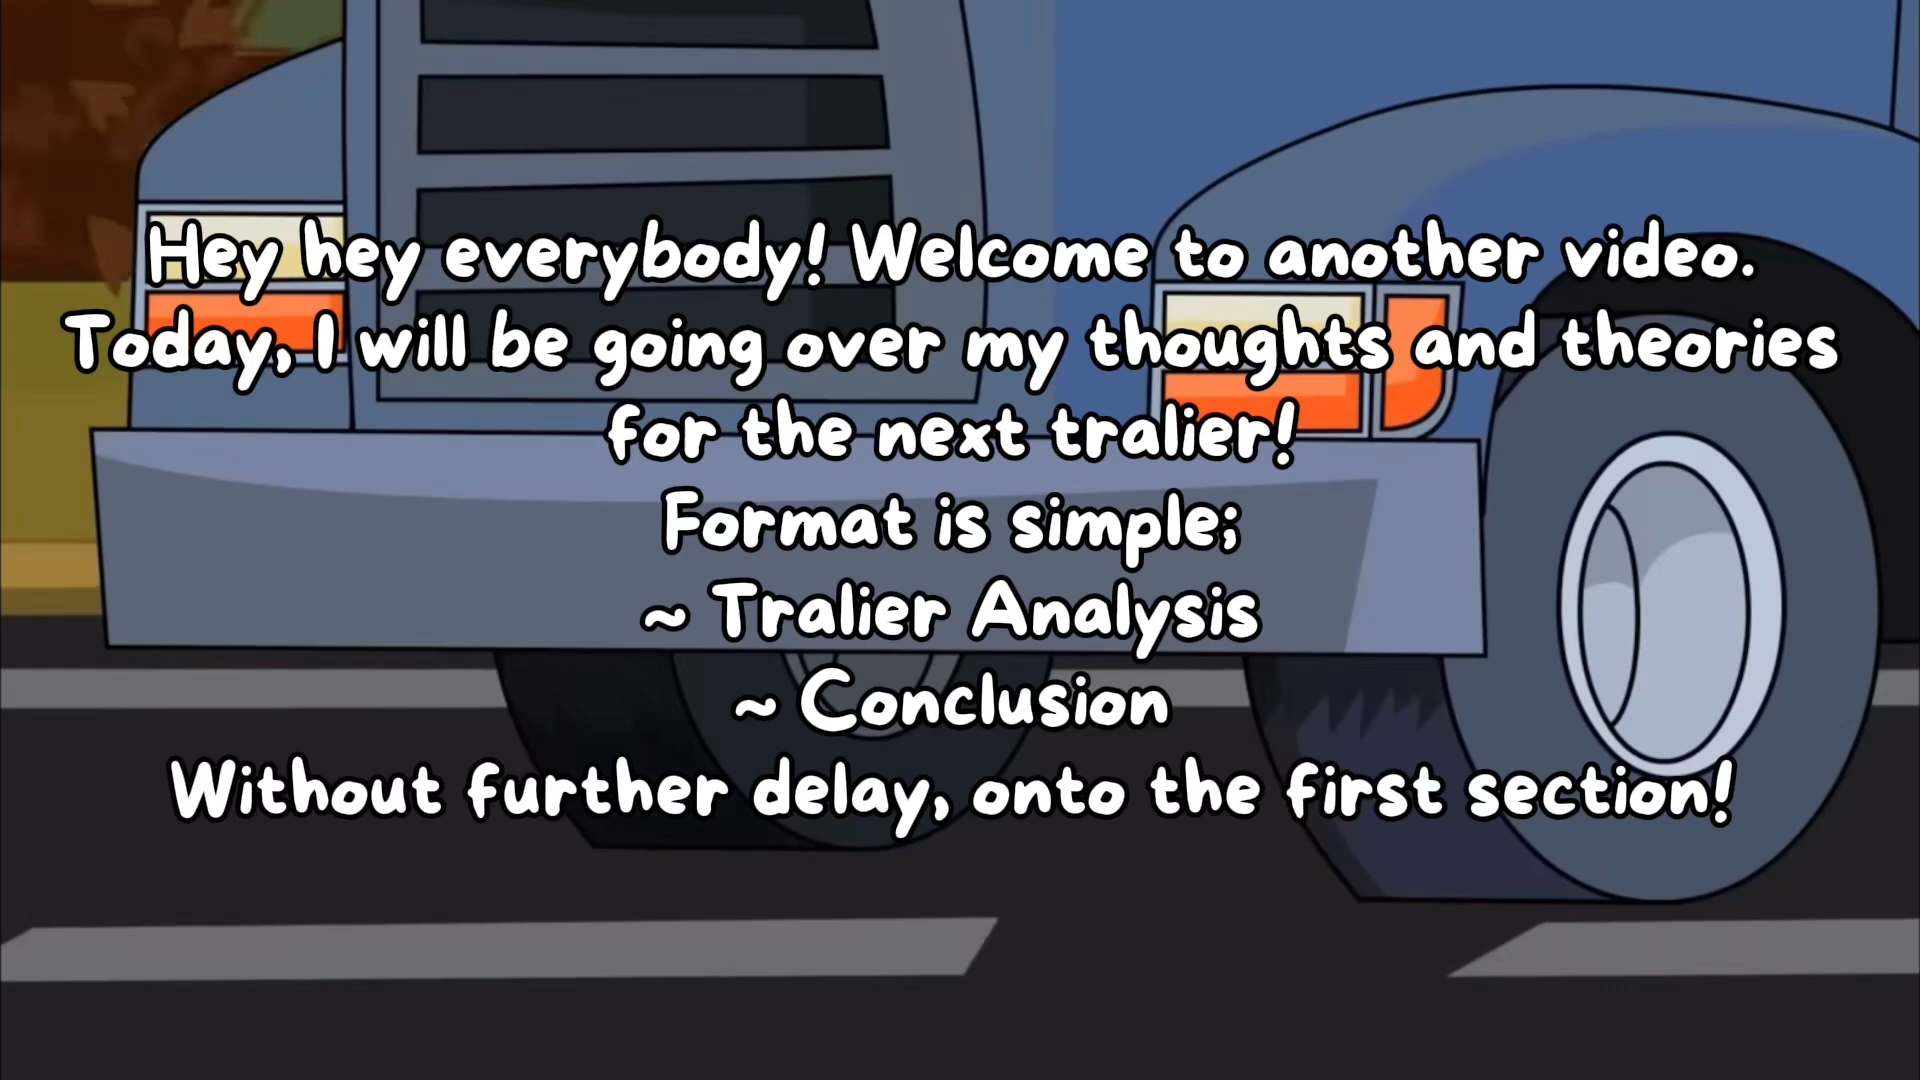 Hey hey everybody! Welcome to another video.
Today, I will be going over my thoughts and theories
for the next tralier!
Format is simple;
~ Tralier Analysis
~ Conclusion
Without further delay, onto the first section!